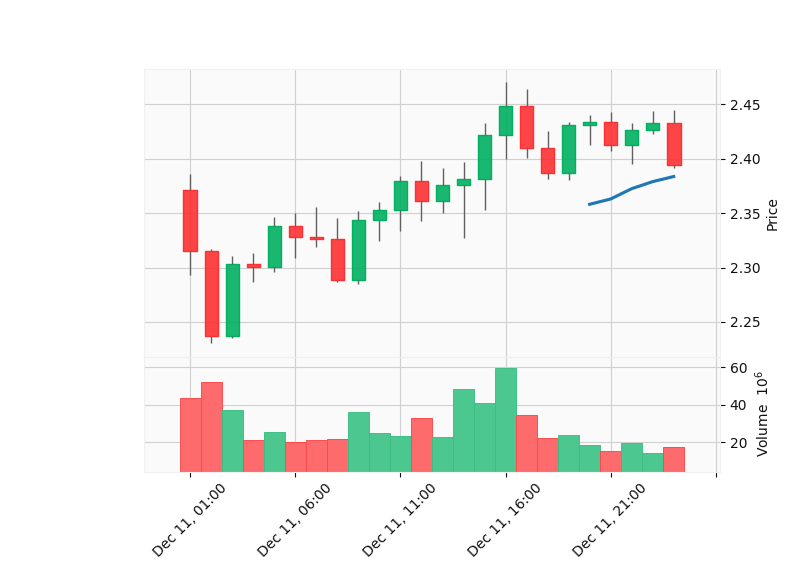 2.45
2.40
2.35
2.30
2.25
Price
60
40
20
Volume 10^6
Dec 11, 01:00
Dec 11, 06:00
Dec 11, 11:00
Dec 11, 16:00
Dec 11, 21:00